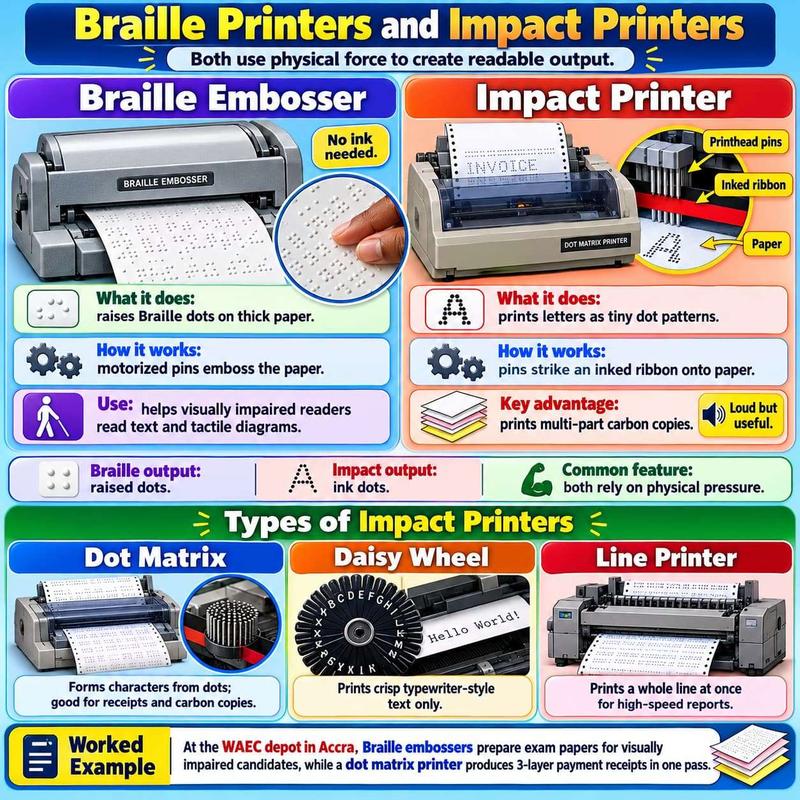 Braille Printers and Impact Printers
Both use physical force to create readable output.
Braille Embosser
No ink
needed.
BRAILLE EMBOSSER
What it does:
raises Braille dots on thick paper.
How it works:
motorized pins emboss the paper.
Use: helps visually impaired readers
read text and tactile diagrams.
Impact Printer
INVOICE
DOT MATRIX PRINTER
Printhead pins
Inked ribbon
Paper
A
A
What it does:
prints letters as tiny dot patterns.
How it works:
pins strike an inked ribbon onto paper.
Key advantage:
prints multi-part carbon copies.
Loud but
useful.
Braille output:
raised dots.
A
Impact output:
ink dots.
Common feature:
both rely on physical pressure.
Types of Impact Printers
Dot Matrix
Forms characters from dots;
good for receipts and carbon copies.
Daisy Wheel
B C D E F G H
Hello World!
Prints crisp typewriter-style
text only.
Line Printer
Prints a whole line at once
for high-speed reports.
Worked
Example
At the WAEC depot in Accra, Braille embossers prepare exam papers for visually
impaired candidates, while a dot matrix printer produces 3-layer payment receipts in one pass.